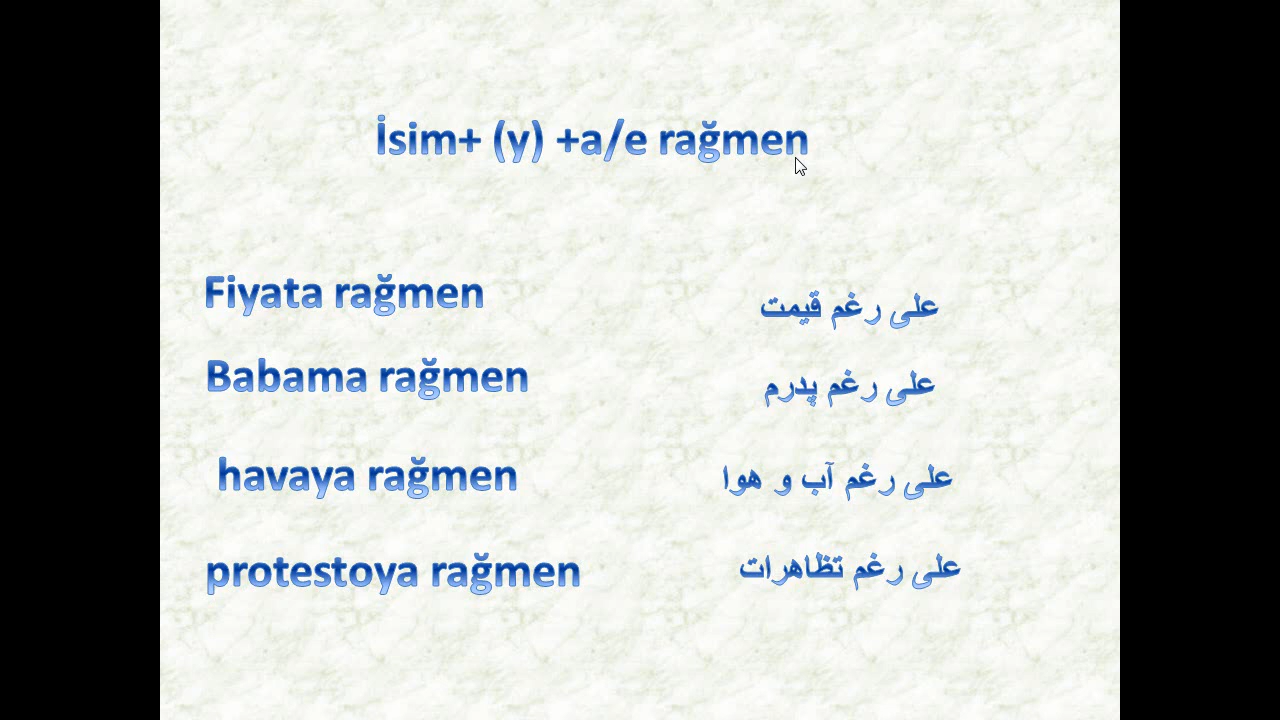 İsim+ (y) +a/e rağmen
Fiyata rağmen
علی رغم قیمت
Babama rağmen
علی رغم پدرم
havaya rağmen
علی رغم آب و هوا
protestoya rağmen
علی رغم تظاهرات